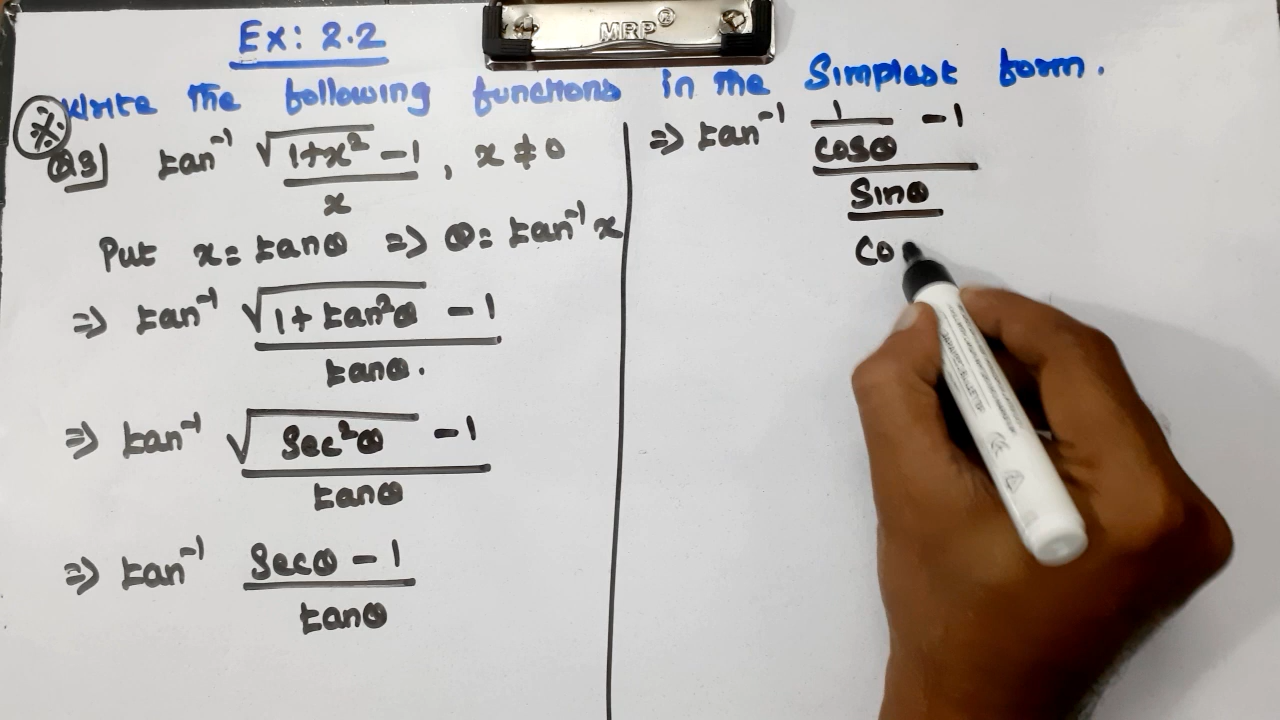 MRP®
Ex: 2.2
Write the following functions in the Simplest form.
Q3] tan⁻¹ √1+x² -1 / x , x ≠ 0
Put x = tanθ => θ = tan⁻¹ x
=> tan⁻¹ √1+ tan²θ - 1 / tanθ.
=> tan⁻¹ √Sec²θ -1 / tanθ
=> tan⁻¹ Secθ - 1 / tanθ
=> tan⁻¹ 1/cosθ -1 / Sinθ/co